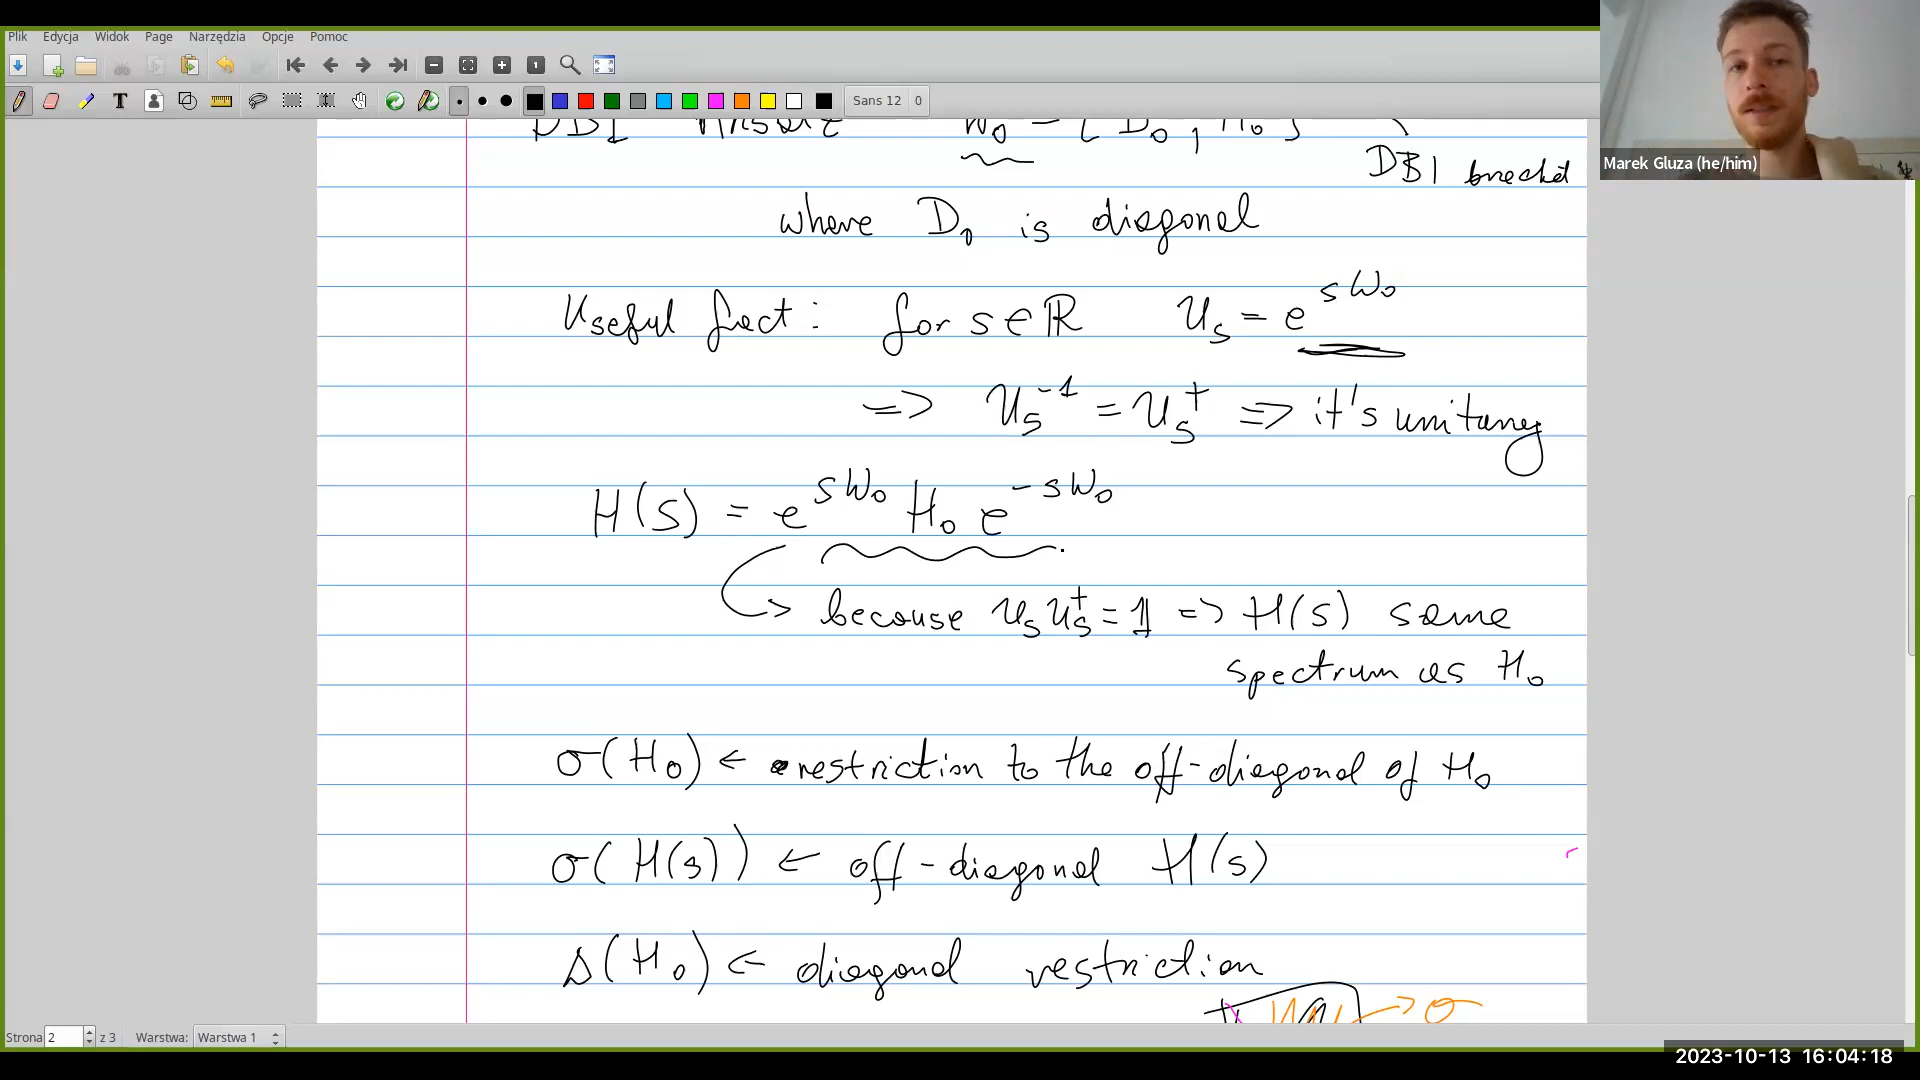 Plik Edycja Widok Page Narzędzia Opcje Pomoc
Sans 12 0
Marek Gluza (he/him)
W₀ = [D₀, H₀]
DBI bracket
where D₀ is diagonal
Useful fact: for s∈ℝ U_s = e^{sW₀}
=> U_s^{-1} = U_s^† => it's unitary
H(s) = e^{sW₀} H₀ e^{-sW₀}
because U_s U_s^† = 𝟙 => H(s) same
spectrum as H₀
σ(H₀) ← restriction to the off-diagonal of H₀
σ(H(s)) ← off-diagonal H(s)
Δ(H₀) ← diagonal restriction
→ σ
Strona 2 z 3 Warstwa: Warstwa 1
2023-10-13 16:04:18